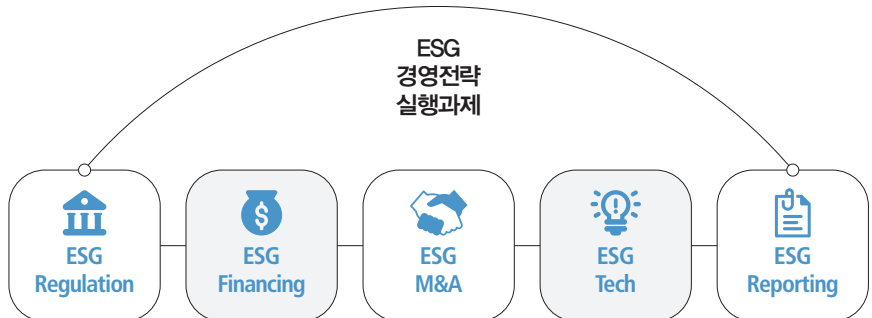 ESG
경영전략
실행과제
ESG
Regulation
ESG
Financing
ESG
M&A
ESG
Tech
ESG
Reporting